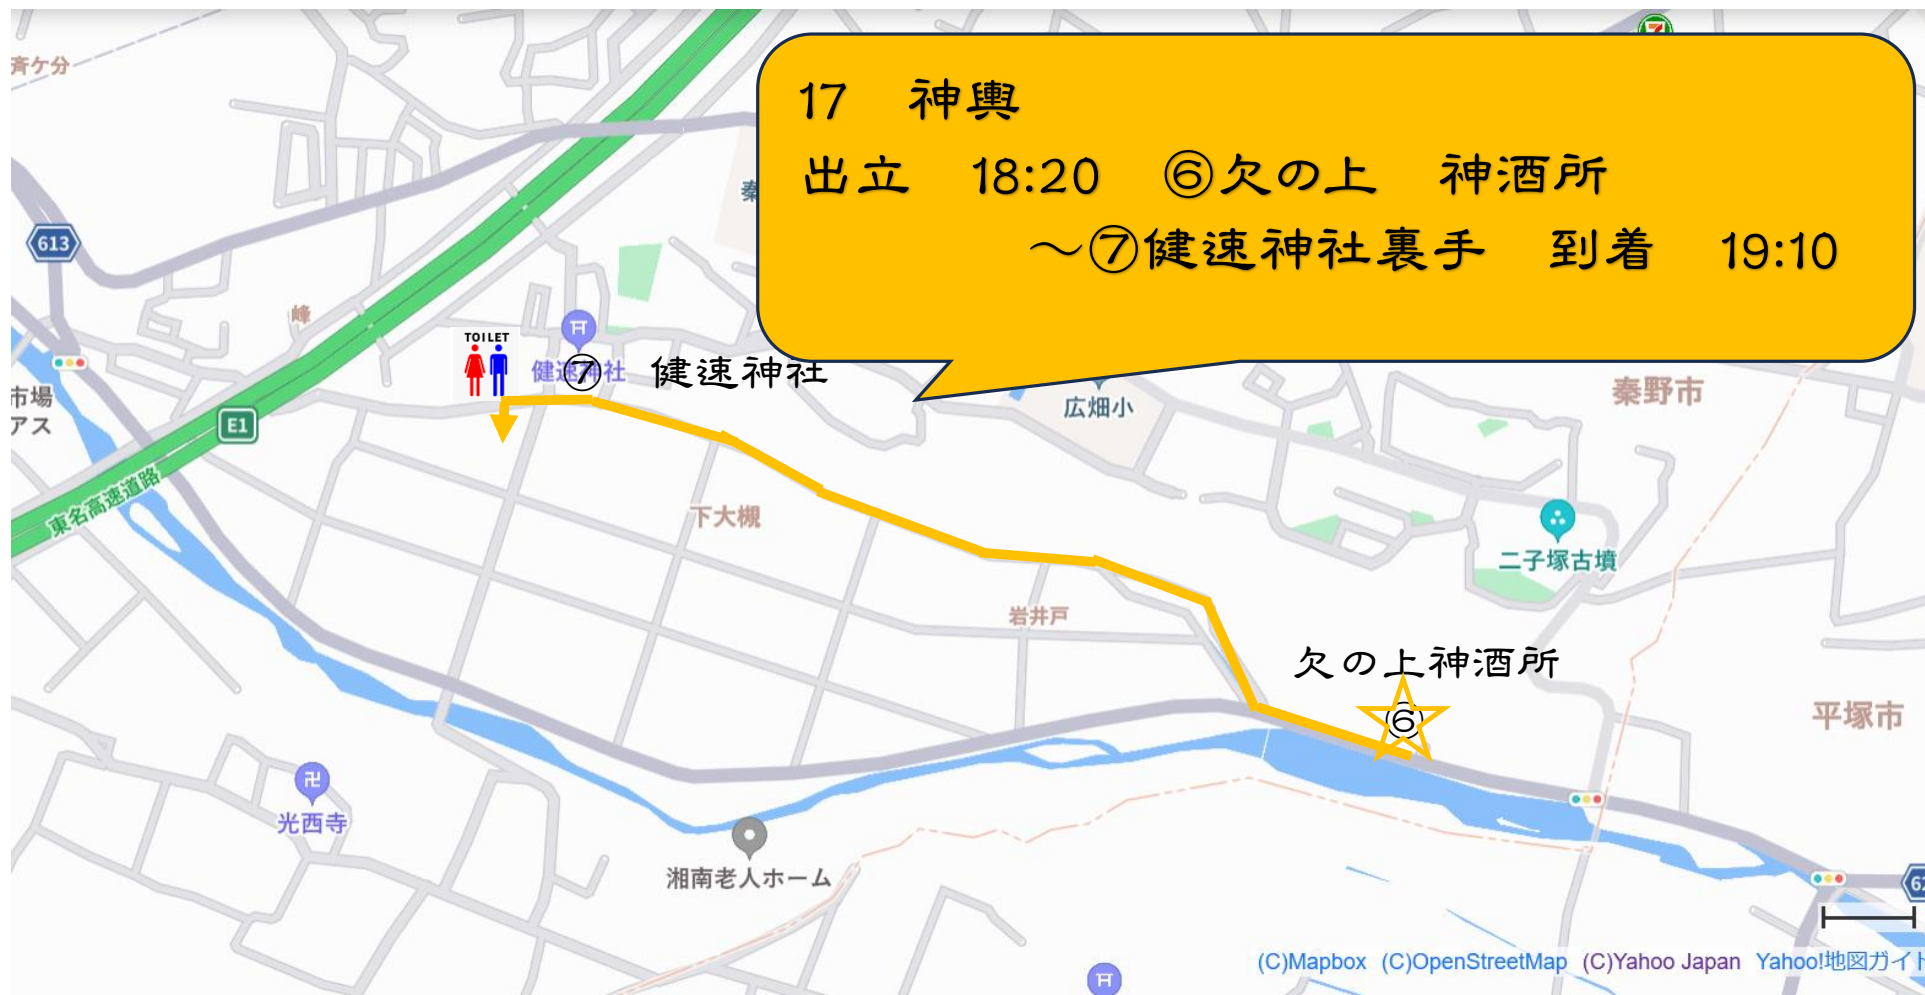 斉ケ分
17 神輿
出立 18:20 ⑥欠の上 神酒所
～⑦健速神社裏手 到着 19:10
秦
613
峰
TOILET
健速神社
⑦ 健速神社
市場
アス
E1
広畑小
秦野市
東名高速道路
下大槻
二子塚古墳
岩井戸
欠の上神酒所
⑥
平塚市
光西寺
湘南老人ホーム
(C)Mapbox (C)OpenStreetMap (C)Yahoo Japan Yahoo!地図ガイド